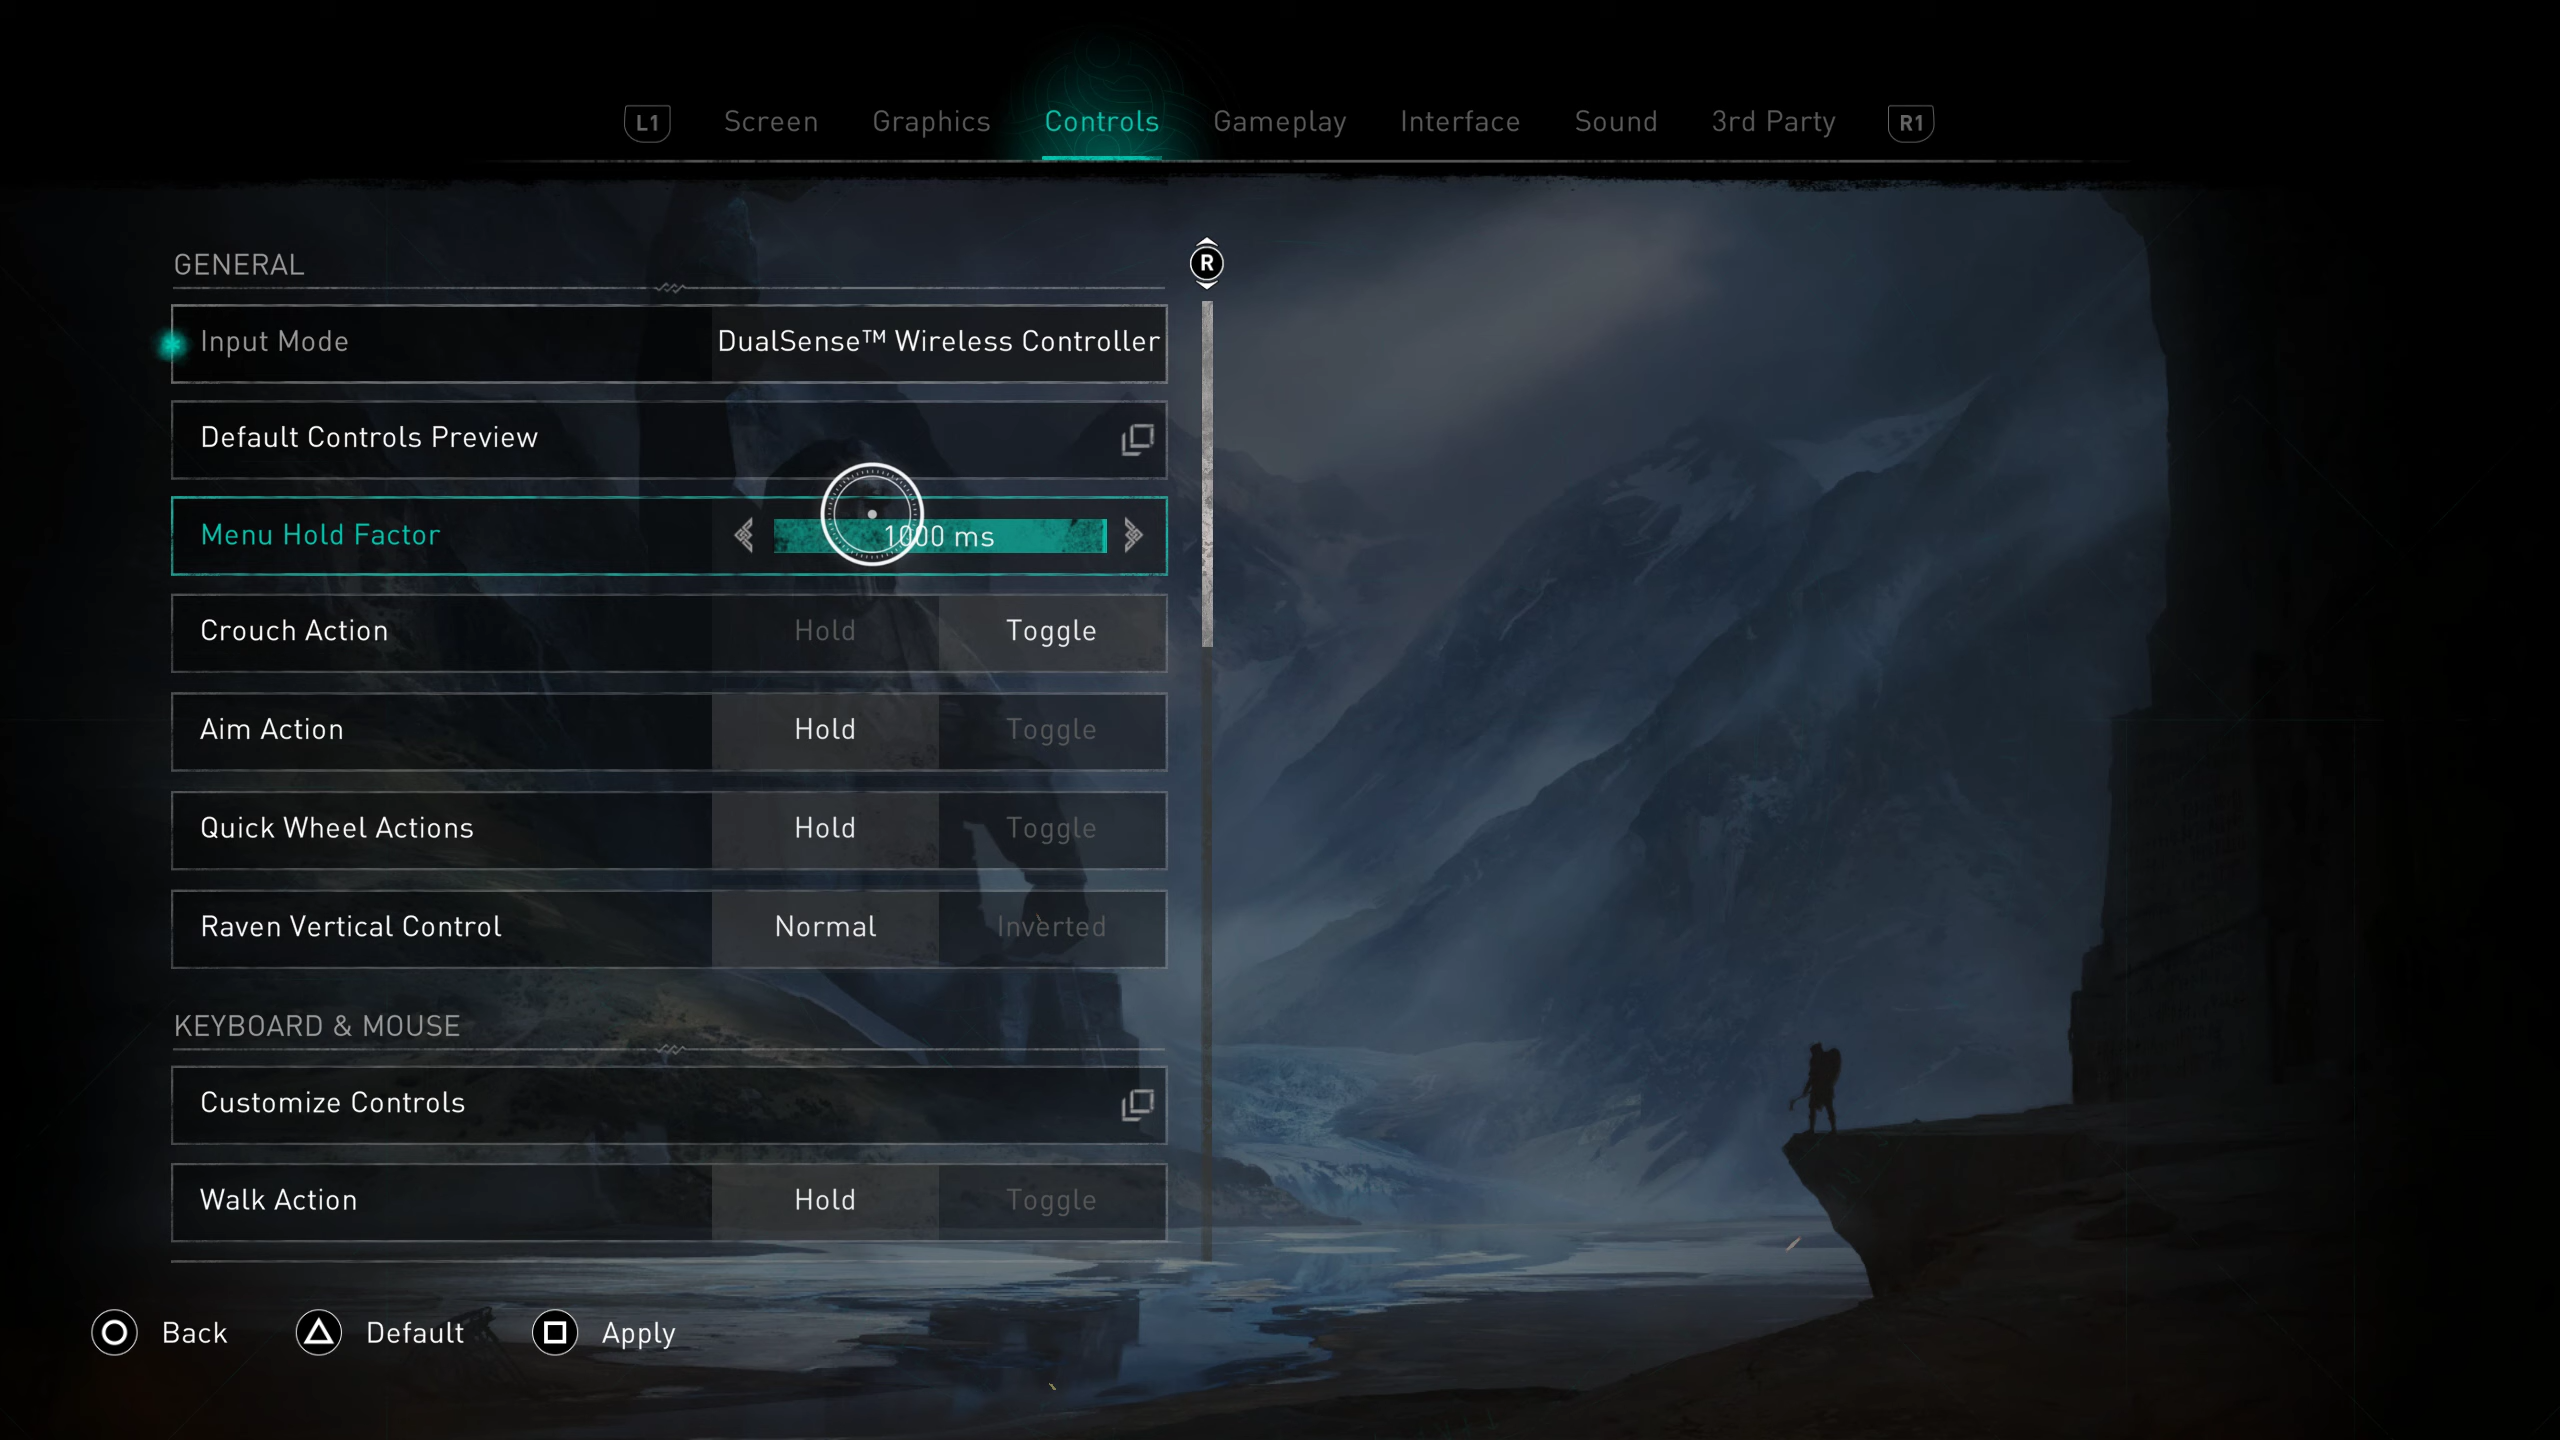 L1 Screen Graphics Controls Gameplay Interface Sound 3rd Party R1
GENERAL
R
Input Mode DualSense™ Wireless Controller
Default Controls Preview
Menu Hold Factor 1000 ms
Crouch Action Hold Toggle
Aim Action Hold Toggle
Quick Wheel Actions Hold Toggle
Raven Vertical Control Normal Inverted
KEYBOARD & MOUSE
Customize Controls
Walk Action Hold Toggle
Back Default Apply